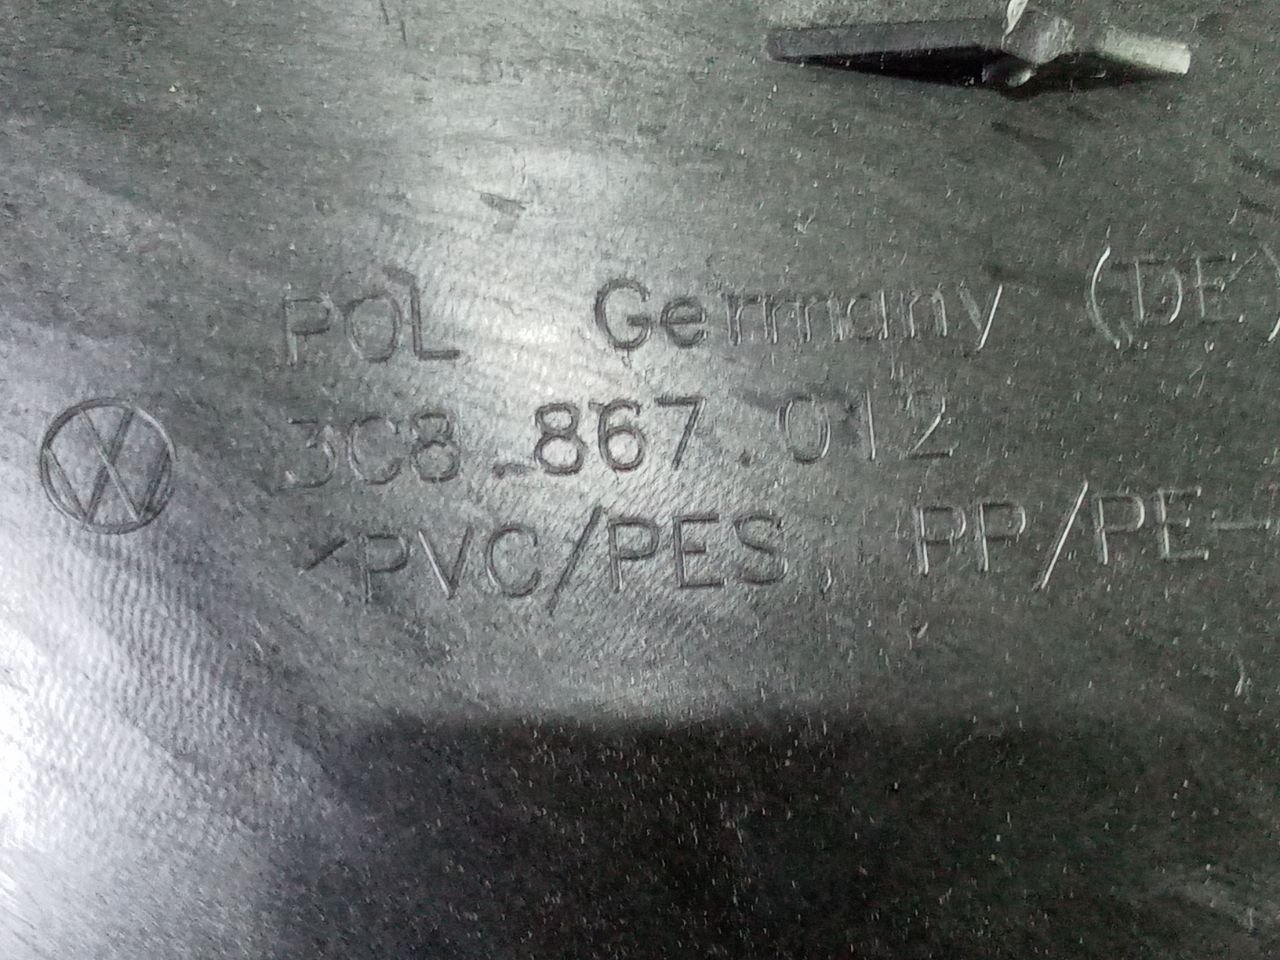 POL Germany (DE)
3C8.867.012
<PVC/PES, PP/PE-